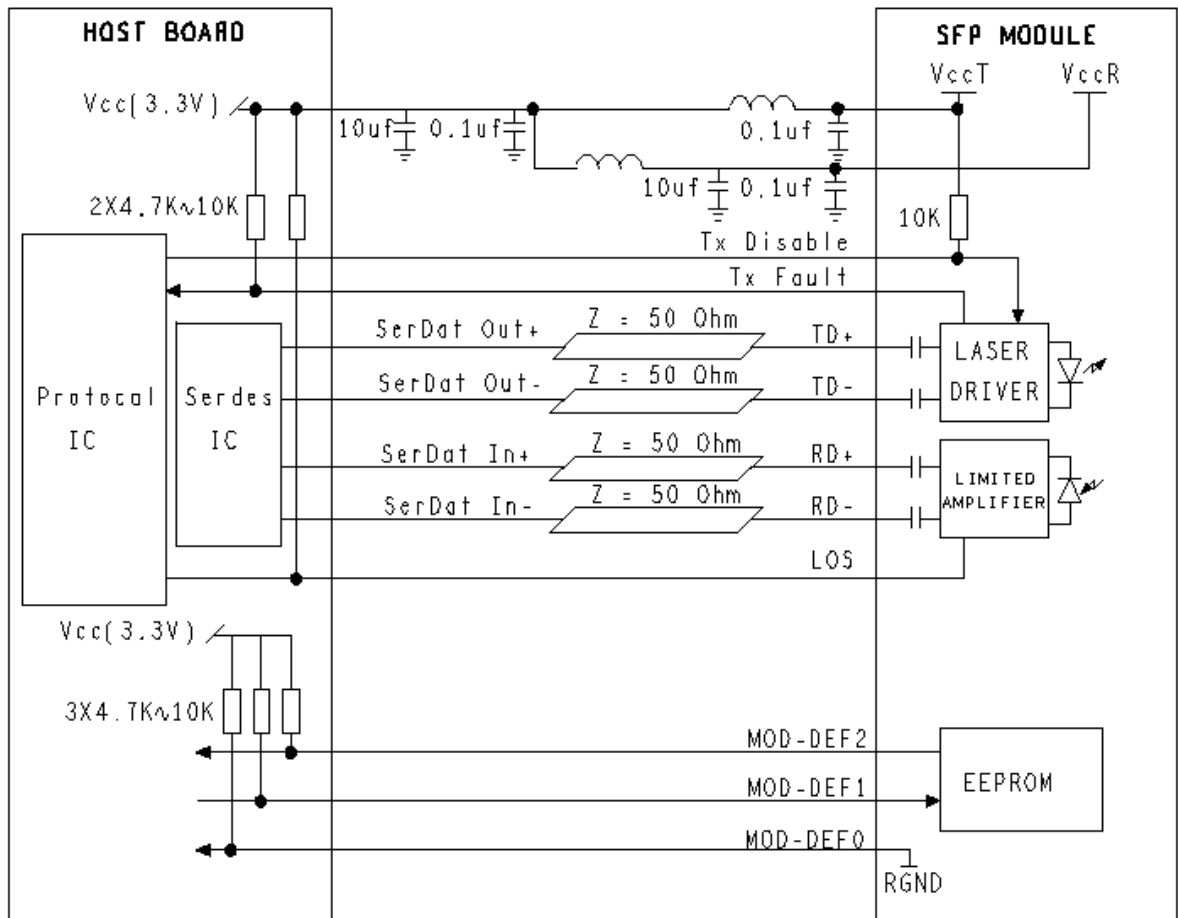 HOST BOARD
SFP MODULE
VccT
VccR
Vcc(3.3V)
10uf
0.1uf
0.1uf
10uf
0.1uf
2X4.7K~10K
10K
Tx Disable
Tx Fault
SerDat Out+
Z = 50 Ohm
TD+
SerDat Out-
Z = 50 Ohm
TD-
LASER
DRIVER
Protocal
IC
Serdes
IC
SerDat In+
Z = 50 Ohm
RD+
SerDat In-
Z = 50 Ohm
RD-
LIMITED
AMPLIFIER
LOS
Vcc(3.3V)
3X4.7K~10K
MOD-DEF2
MOD-DEF1
EEPROM
MOD-DEF0
RGND